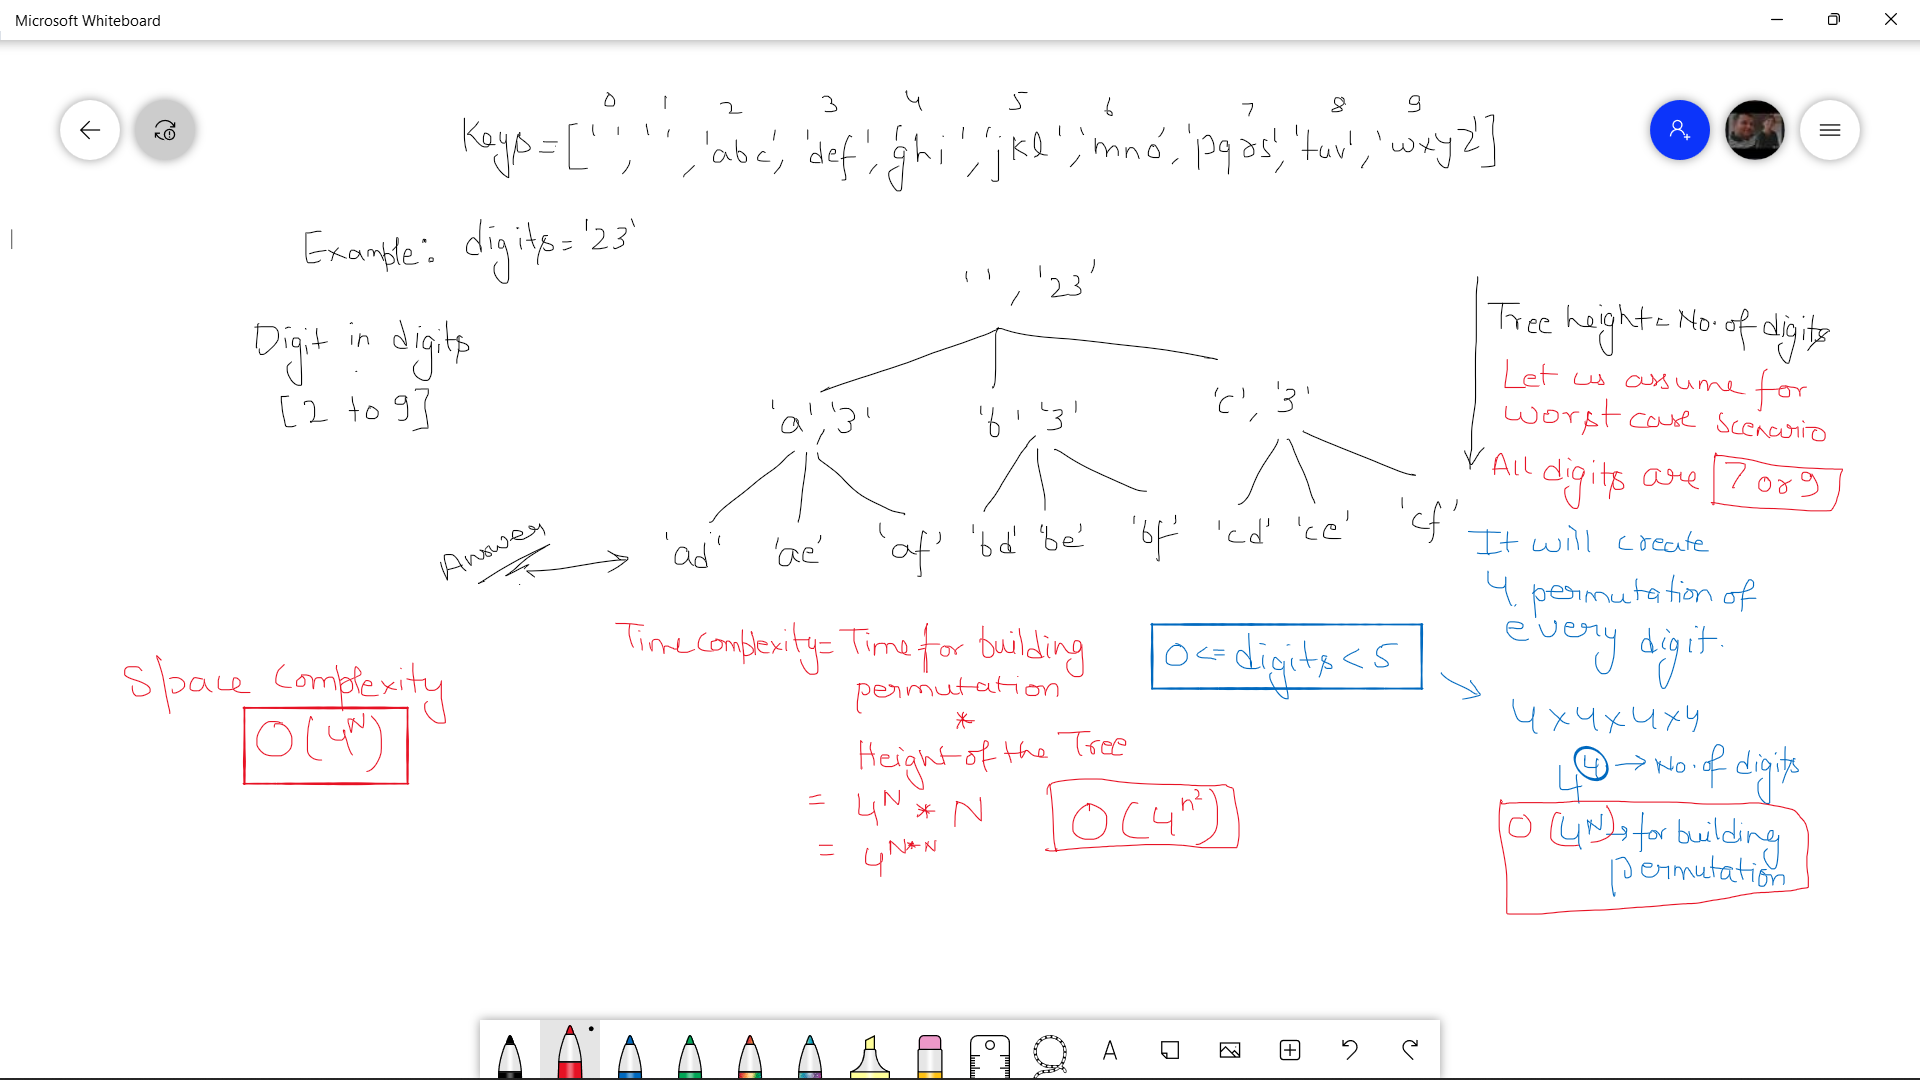 Microsoft Whiteboard
0 1 2 3 4 5 6 7 8 9
Keys = ['', '', 'abc', 'def', 'ghi', 'jkl', 'mno', 'pqrs', 'tuv', 'wxyz']
Example: digits = '23'
Digit in digits
[2 to 9]
'', '23'
'a', '3'
'b', '3'
'c', '3'
'ad' 'ae' 'af' 'bd' 'be' 'bf' 'cd' 'ce' 'cf'
Answer
Tree height = No. of digits
Let us assume for
worst case scenario
All digits are 7 or 9
It will create
4 permutation of
every digit.
0 <= digits < 5
4 x 4 x 4 x 4
4^4 → No. of digits
O (4^N) → for building
permutation
Time complexity = Time for building
permutation
*
Height of the Tree
= 4^N * N
= 4^N*N
O (4^n²)
Space Complexity
O (4^N)
A